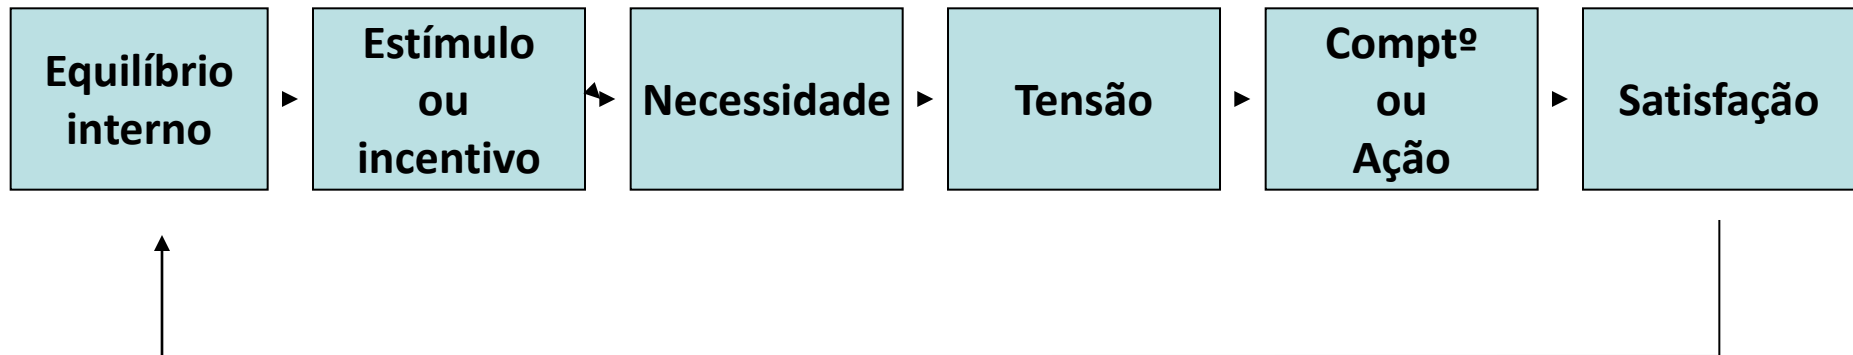 Equilíbrio
interno
Estímulo
ou
incentivo
Necessidade
Tensão
Comptº
ou
Ação
Satisfação